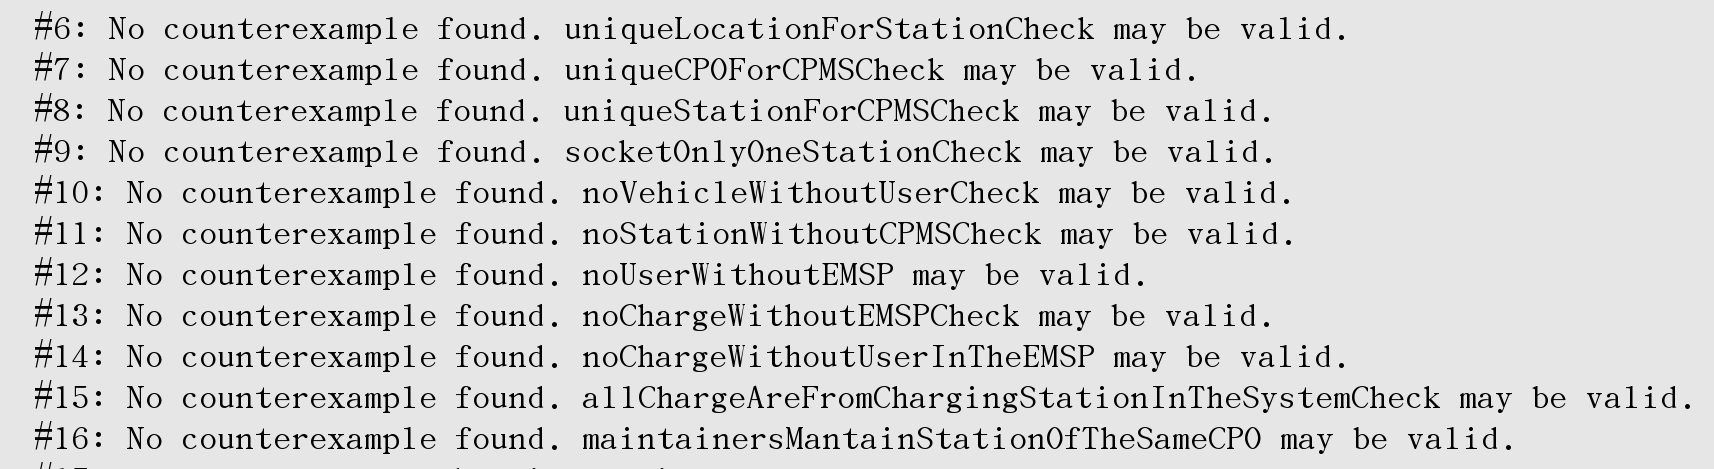 #6: No counterexample found. uniqueLocationForStationCheck may be valid.
#7: No counterexample found. uniqueCPOForCPMSCheck may be valid.
#8: No counterexample found. uniqueStationForCPMSCheck may be valid.
#9: No counterexample found. socketOnlyOneStationCheck may be valid.
#10: No counterexample found. noVehicleWithoutUserCheck may be valid.
#11: No counterexample found. noStationWithoutCPMSCheck may be valid.
#12: No counterexample found. noUserWithoutEMSP may be valid.
#13: No counterexample found. noChargeWithoutEMSPCheck may be valid.
#14: No counterexample found. noChargeWithoutUserInTheEMSP may be valid.
#15: No counterexample found. allChargeAreFromChargingStationInTheSystemCheck may be valid.
#16: No counterexample found. maintainersMantainStationOfTheSameCPO may be valid.